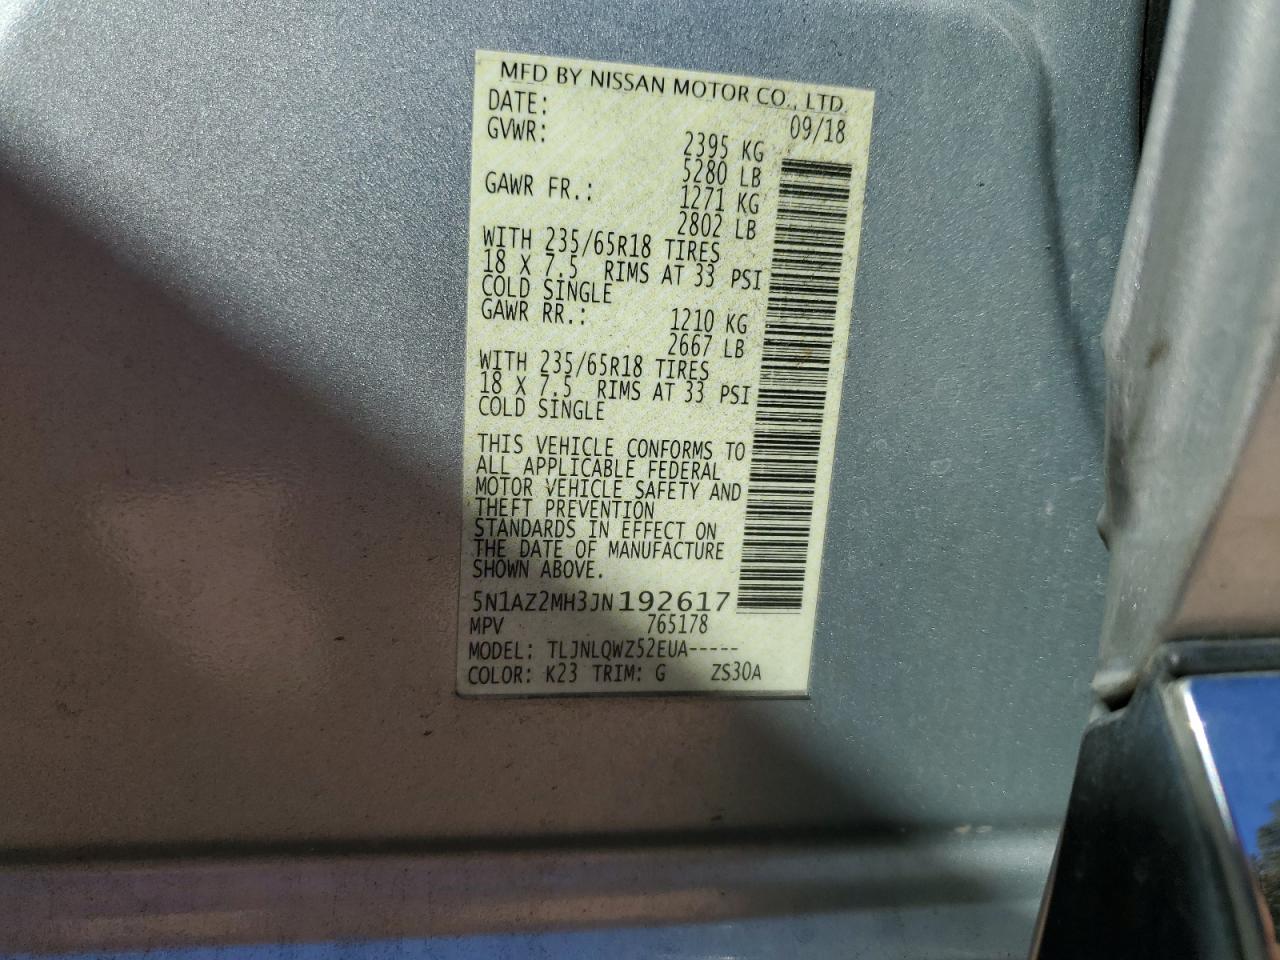 MFD BY NISSAN MOTOR CO., LTD.
DATE: 09/18
GVWR: 2395 KG
5280 LB
GAWR FR.: 1271 KG
2802 LB
WITH 235/65R18 TIRES
18 X 7.5 RIMS AT 33 PSI
COLD SINGLE
GAWR RR.: 1210 KG
2667 LB
WITH 235/65R18 TIRES
18 X 7.5 RIMS AT 33 PSI
COLD SINGLE
THIS VEHICLE CONFORMS TO
ALL APPLICABLE FEDERAL
MOTOR VEHICLE SAFETY AND
THEFT PREVENTION
STANDARDS IN EFFECT ON
THE DATE OF MANUFACTURE
SHOWN ABOVE.
5N1AZ2MH3JN192617
MPV 765178
MODEL: TLJNLQWZ52EUA-----
COLOR: K23 TRIM: G ZS30A